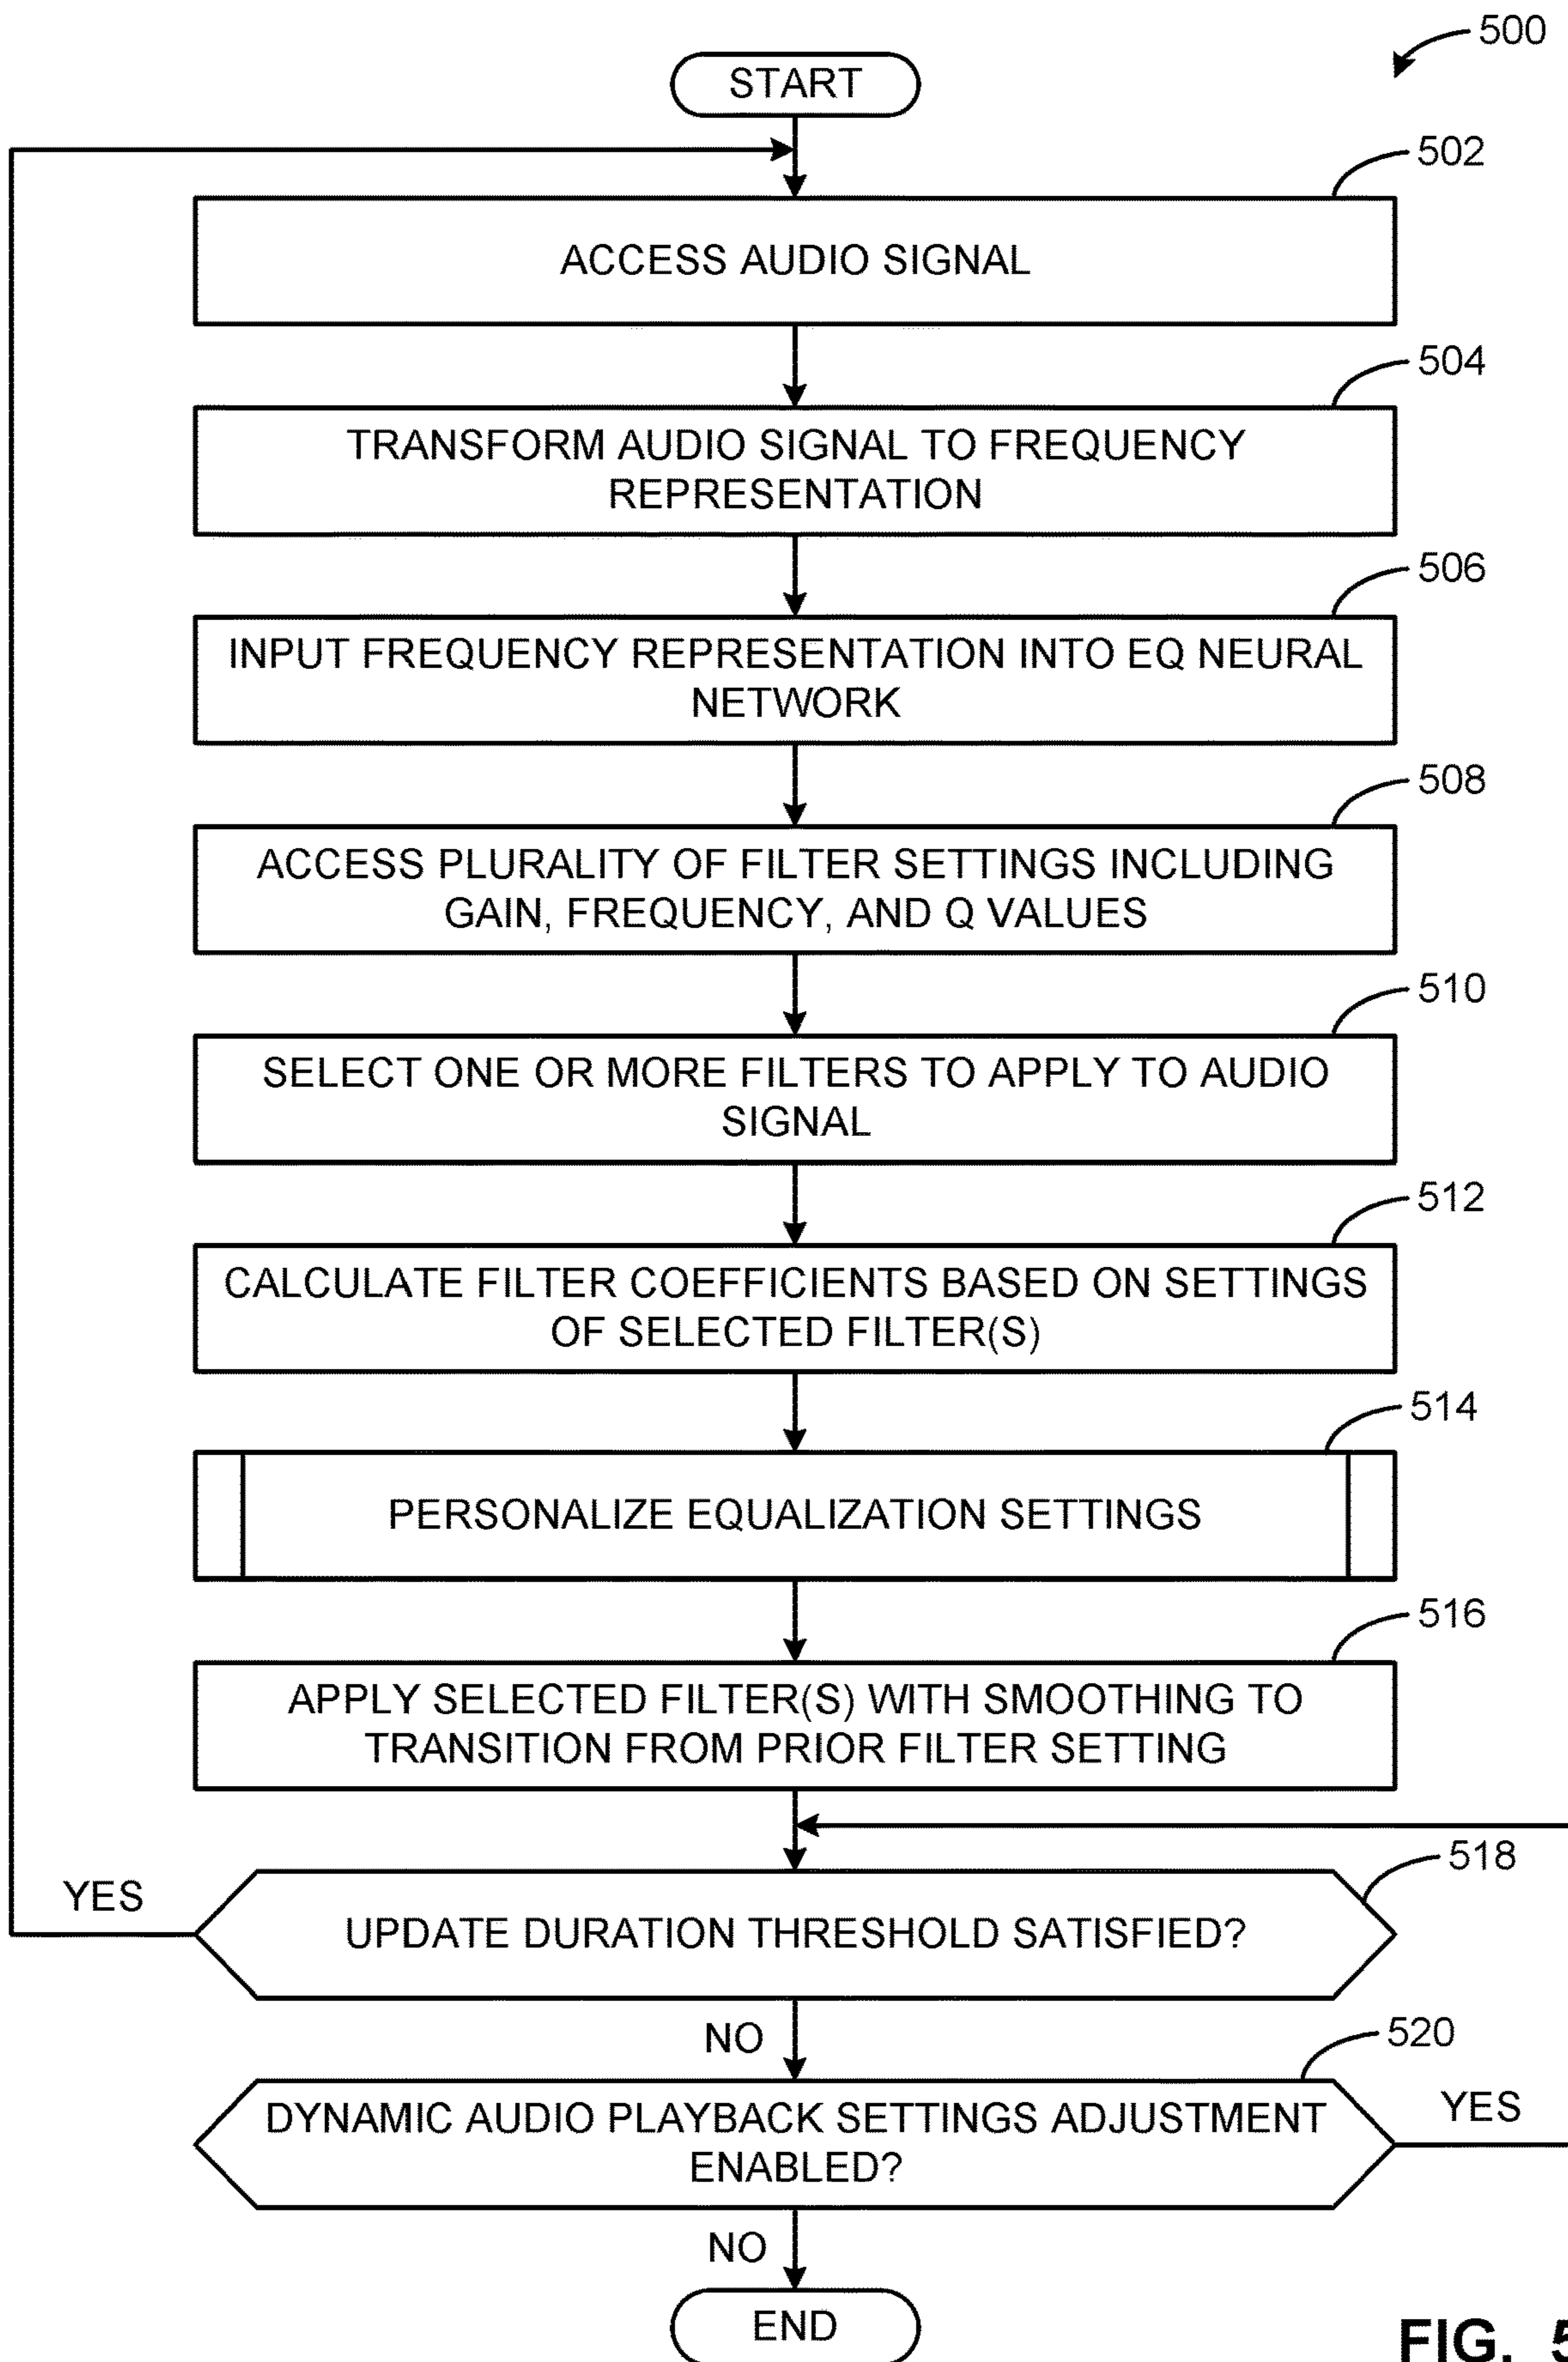 500
START
502
ACCESS AUDIO SIGNAL
504
TRANSFORM AUDIO SIGNAL TO FREQUENCY
REPRESENTATION
506
INPUT FREQUENCY REPRESENTATION INTO EQ NEURAL
NETWORK
508
ACCESS PLURALITY OF FILTER SETTINGS INCLUDING
GAIN, FREQUENCY, AND Q VALUES
510
SELECT ONE OR MORE FILTERS TO APPLY TO AUDIO
SIGNAL
512
CALCULATE FILTER COEFFICIENTS BASED ON SETTINGS
OF SELECTED FILTER(S)
514
PERSONALIZE EQUALIZATION SETTINGS
516
APPLY SELECTED FILTER(S) WITH SMOOTHING TO
TRANSITION FROM PRIOR FILTER SETTING
518
YES
UPDATE DURATION THRESHOLD SATISFIED?
NO
520
DYNAMIC AUDIO PLAYBACK SETTINGS ADJUSTMENT
ENABLED?
YES
NO
END
FIG. 5